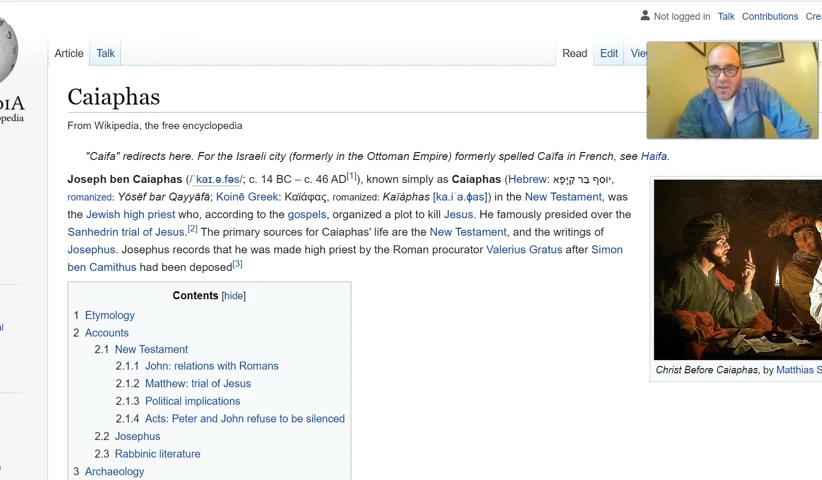 Not logged in Talk Contributions Cre
Article Talk Read Edit Vie
DIA
pedia
Caiaphas
From Wikipedia, the free encyclopedia
"Caifa" redirects here. For the Israeli city (formerly in the Ottoman Empire) formerly spelled Caïfa in French, see Haifa.
Joseph ben Caiaphas (/ˈkaɪ.ə.fəs/; c. 14 BC – c. 46 AD[1]), known simply as Caiaphas (Hebrew: יוֹסֵף בַּר קַיָּפָא,
romanized: Yōsēf bar Qayyāfā; Koinē Greek: Καϊάφας, romanized: Kaïáphas [ka.iˈa.ɸas]) in the New Testament, was
the Jewish high priest who, according to the gospels, organized a plot to kill Jesus. He famously presided over the
Sanhedrin trial of Jesus.[2] The primary sources for Caiaphas' life are the New Testament, and the writings of
Josephus. Josephus records that he was made high priest by the Roman procurator Valerius Gratus after Simon
ben Camithus had been deposed[3]
Christ Before Caiaphas, by Matthias S
Contents [hide]
1 Etymology
2 Accounts
2.1 New Testament
2.1.1 John: relations with Romans
2.1.2 Matthew: trial of Jesus
2.1.3 Political implications
2.1.4 Acts: Peter and John refuse to be silenced
2.2 Josephus
2.3 Rabbinic literature
3 Archaeology